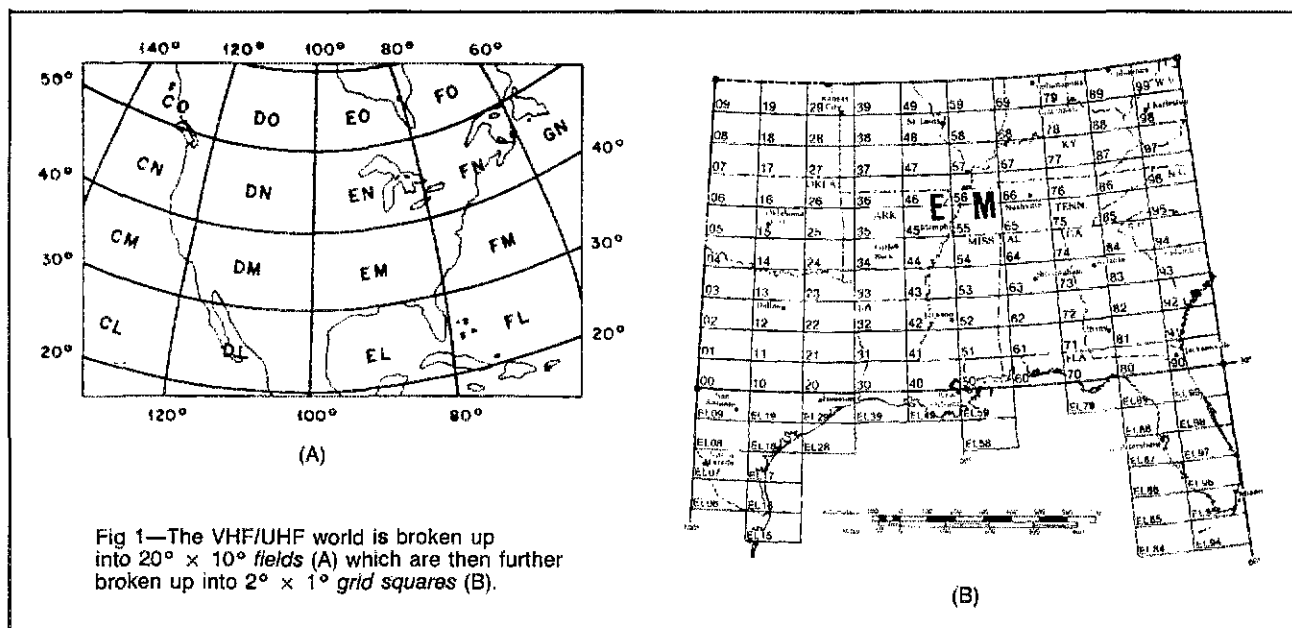 140° 120° 100° 80° 60°
50°
CO DO EO FO GN
40° 40°
CN DN EN FN
30° 30°
CM DM EM FM
20° 20°
CL DL EL FL
120° 100° 80°
(A)
Fig 1—The VHF/UHF world is broken up
into 20° × 10° fields (A) which are then further
broken up into 2° × 1° grid squares (B).
09 19 29 39 49 59 69 79 89 99
08 18 28 38 48 58 68 78 88 98
07 17 27 37 47 57 67 77 87 97
KY
OKLA
06 16 26 36 46 56 66 76 86 96
ARK E M TENN
05 15 25 35 45 55 65 75 85 95
MISS AL GA
04 14 24 34 44 54 64 74 84 94
03 13 23 33 43 53 63 73 83 93
02 12 22 32 42 52 62 72 82 92
01 11 21 31 41 51 61 71 81 91
FLA
00 10 20 30 40 50 60 70 80 90
EL09 EL19 EL29 EL39 EL49 EL59 EL79 EL89 EL99
EL08 EL18 EL28 EL58 EL88 EL98
EL07 EL17 EL87 EL97
EL06 EL16 EL86 EL96
EL15 EL85 EL95
EL84 EL94
(B)